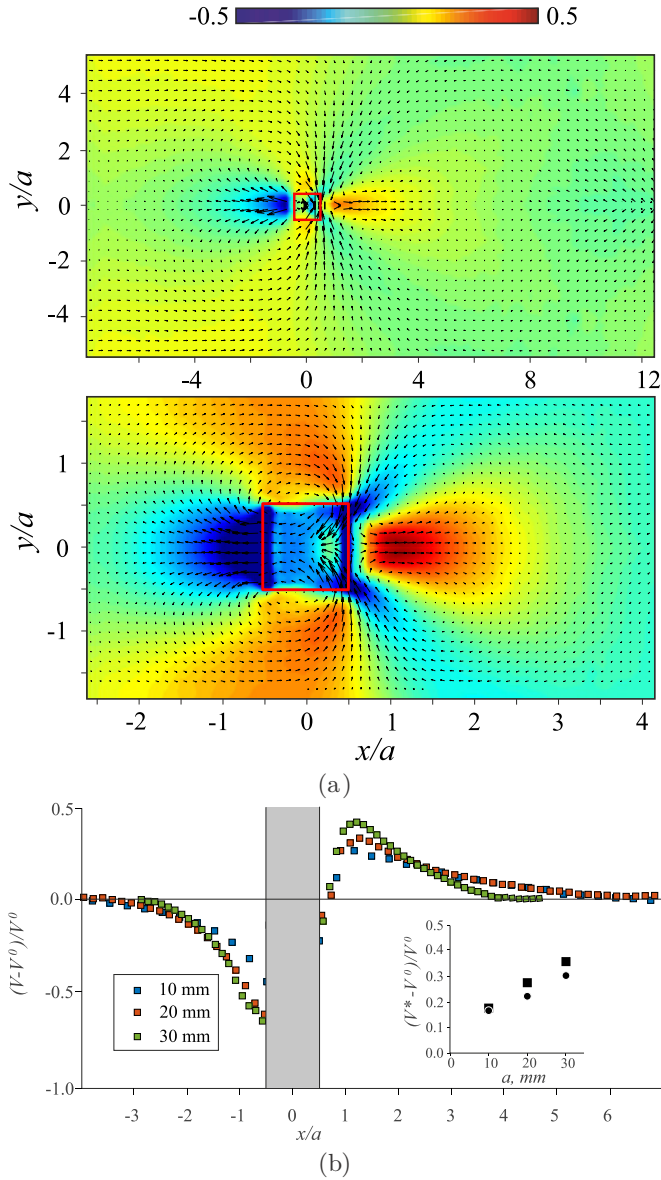 -0.5 0.5
y/a
4
2
0
-2
-4
-4 0 4 8 12
y/a
1
0
-1
-2 -1 0 1 2 3 4
x/a
(a)
(V-V⁰)/V⁰
0.5
0.0
-0.5
-1.0
10 mm
20 mm
30 mm
(V*-V⁰)/V⁰
0.5
0.4
0.3
0.2
0.1
0.0
0 10 20 30
a, mm
-3 -2 -1 0 1 2 3 4 5 6
x/a
(b)